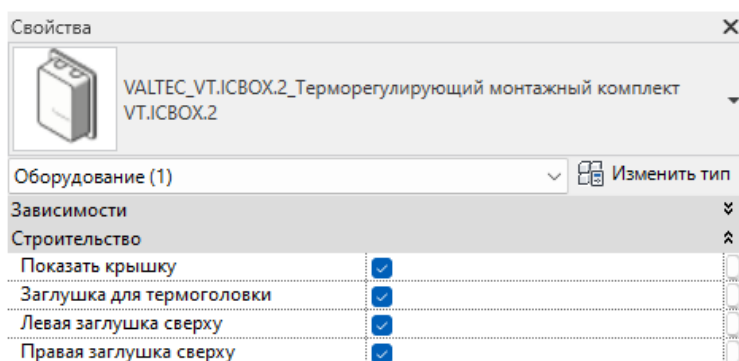 Свойства
VALTEC_VT.ICBOX.2_Терморегулирующий монтажный комплект
VT.ICBOX.2
Оборудование (1)
Изменить тип
Зависимости
Строительство
Показать крышку
Заглушка для термоголовки
Левая заглушка сверху
Правая заглушка сверху